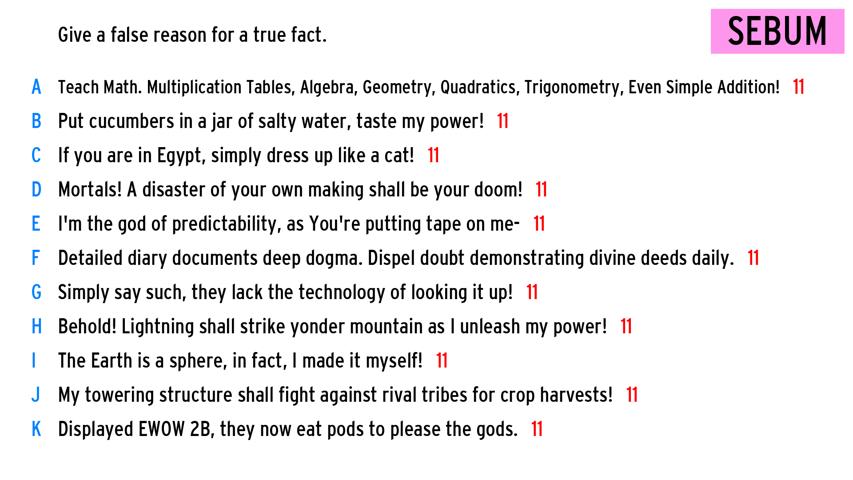 Give a false reason for a true fact.
SEBUM
A Teach Math. Multiplication Tables, Algebra, Geometry, Quadratics, Trigonometry, Even Simple Addition! 11
B Put cucumbers in a jar of salty water, taste my power! 11
C If you are in Egypt, simply dress up like a cat! 11
D Mortals! A disaster of your own making shall be your doom! 11
E I'm the god of predictability, as You're putting tape on me- 11
F Detailed diary documents deep dogma. Dispel doubt demonstrating divine deeds daily. 11
G Simply say such, they lack the technology of looking it up! 11
H Behold! Lightning shall strike yonder mountain as I unleash my power! 11
I The Earth is a sphere, in fact, I made it myself! 11
J My towering structure shall fight against rival tribes for crop harvests! 11
K Displayed EWOW 2B, they now eat pods to please the gods. 11